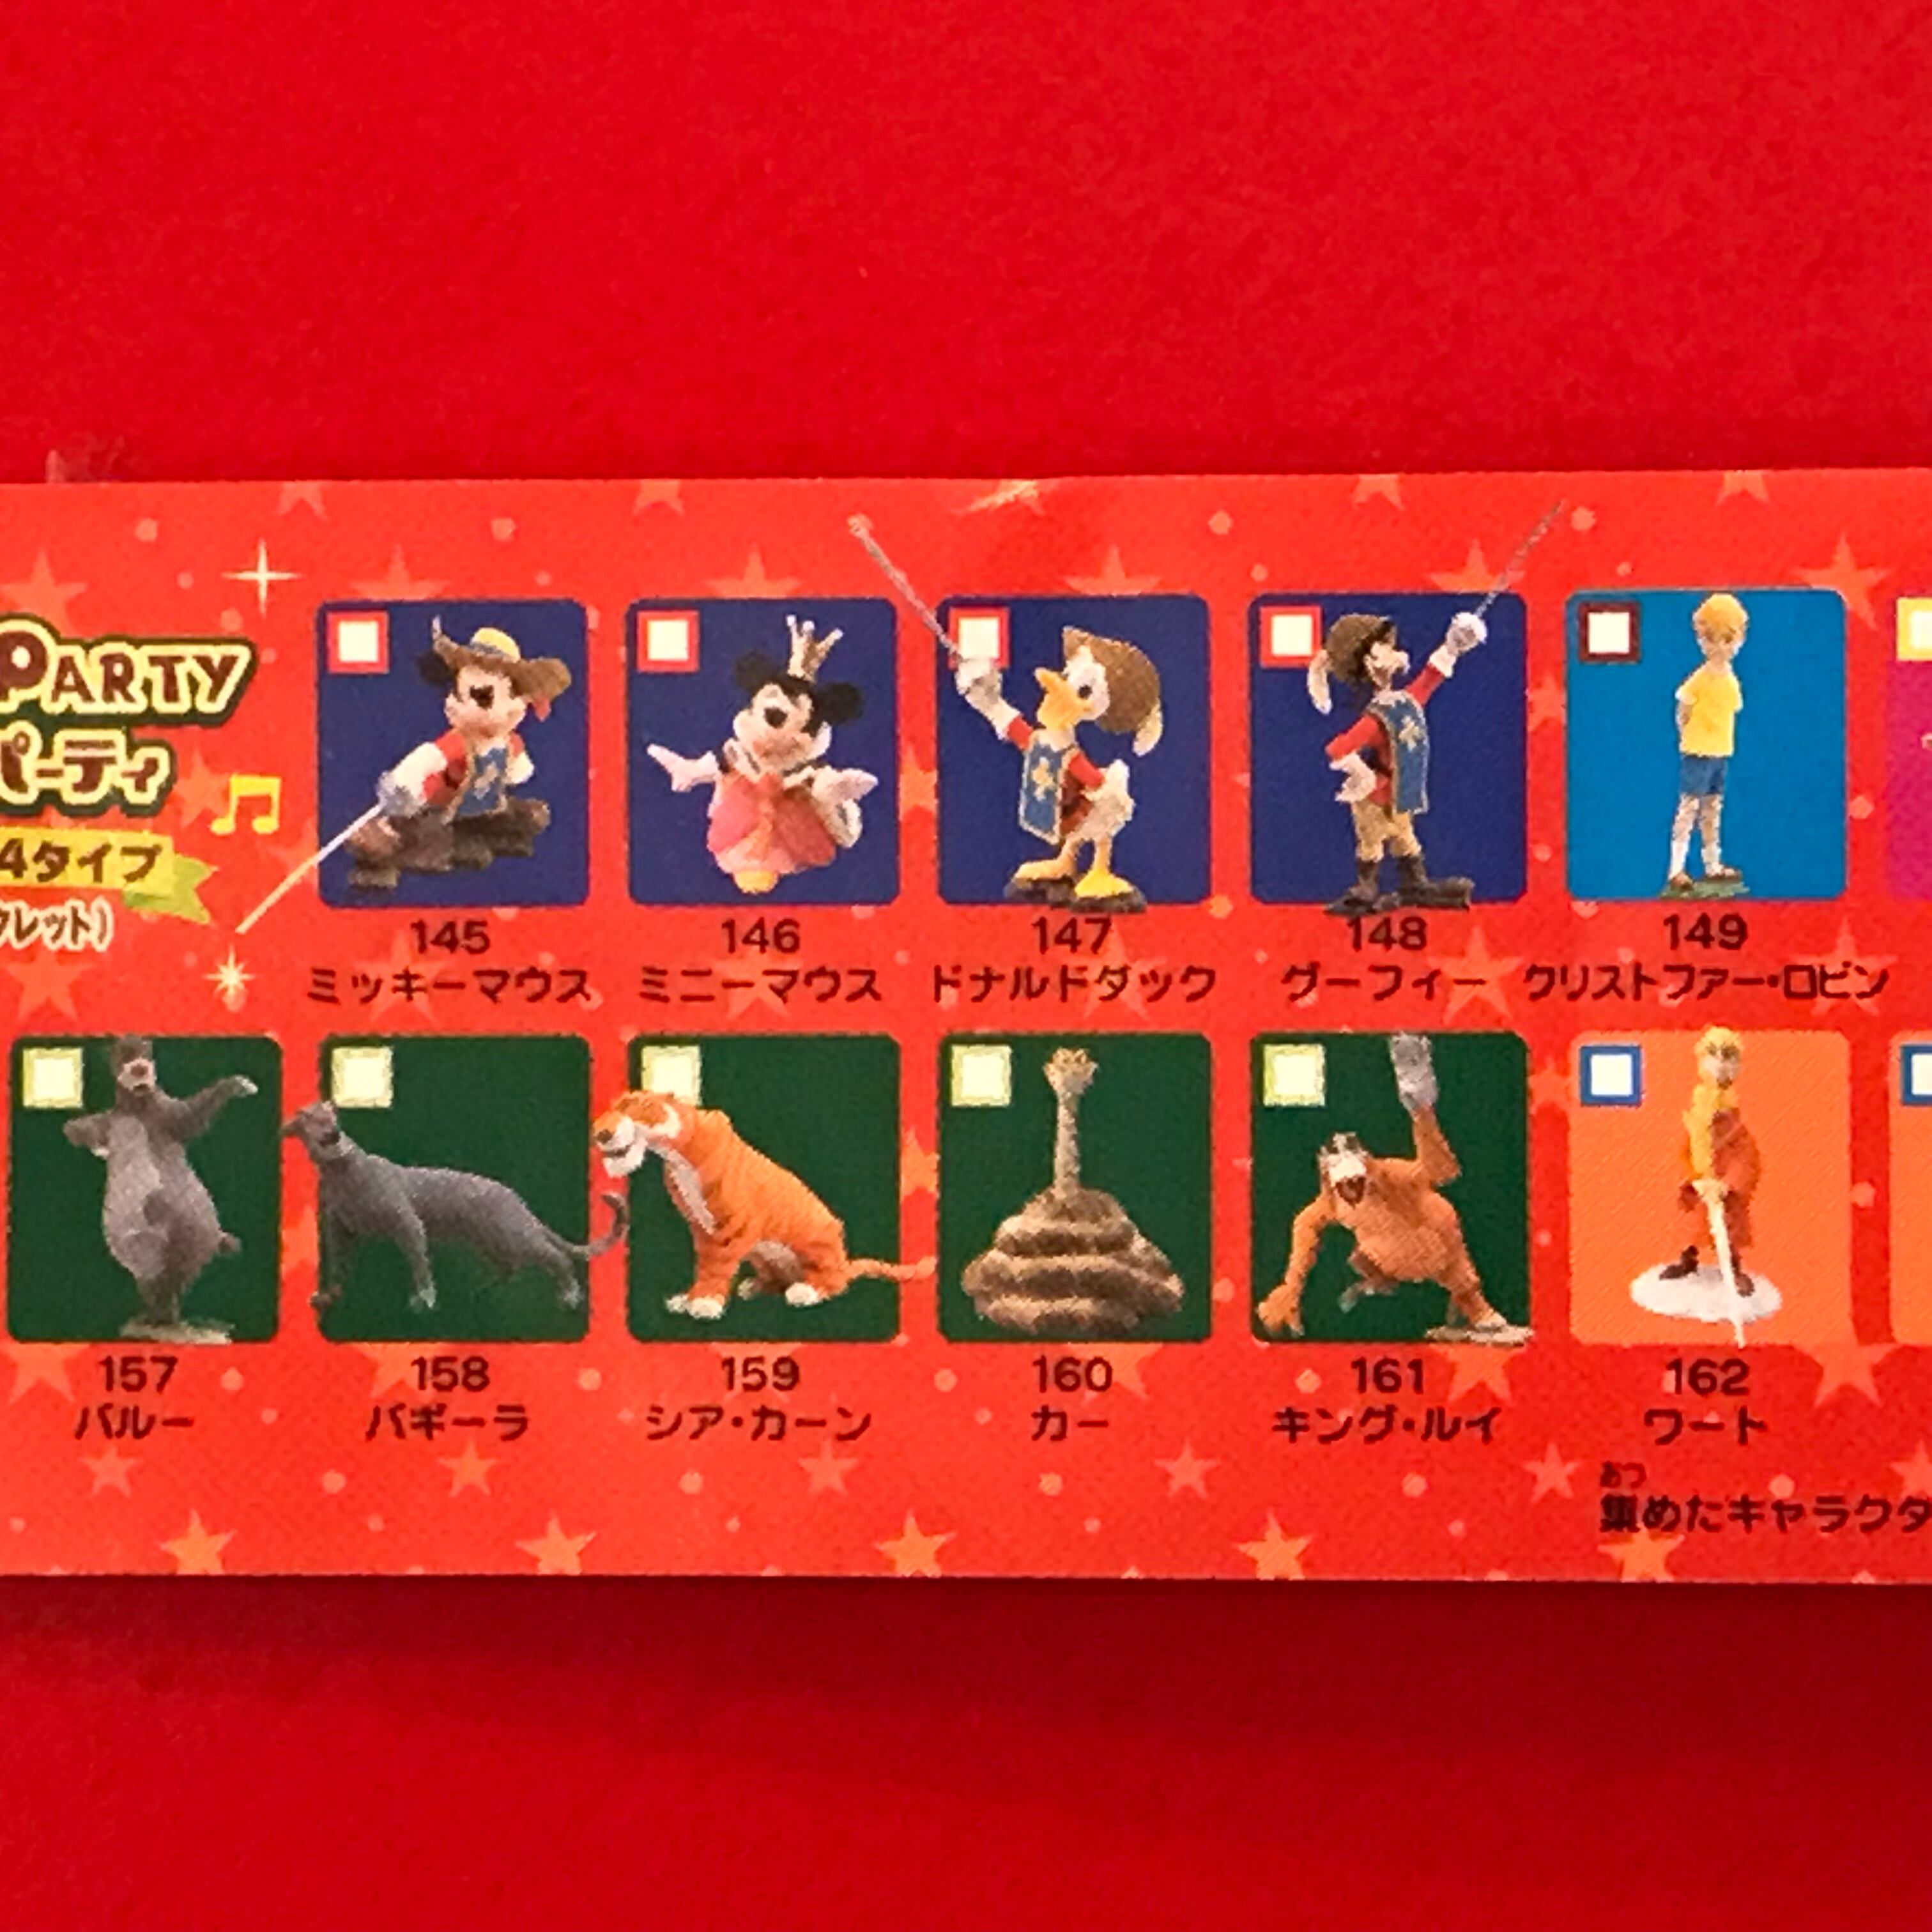 PARTY
パーティ
4タイプ
クレット)
145
ミッキーマウス
146
ミニーマウス
147
ドナルドダック
148
グーフィー
149
クリストファー・ロビン
157
バルー
158
バギーラ
159
シア・カーン
160
カー
161
キング・ルイ
162
ワート
あつ
集めたキャラクタ